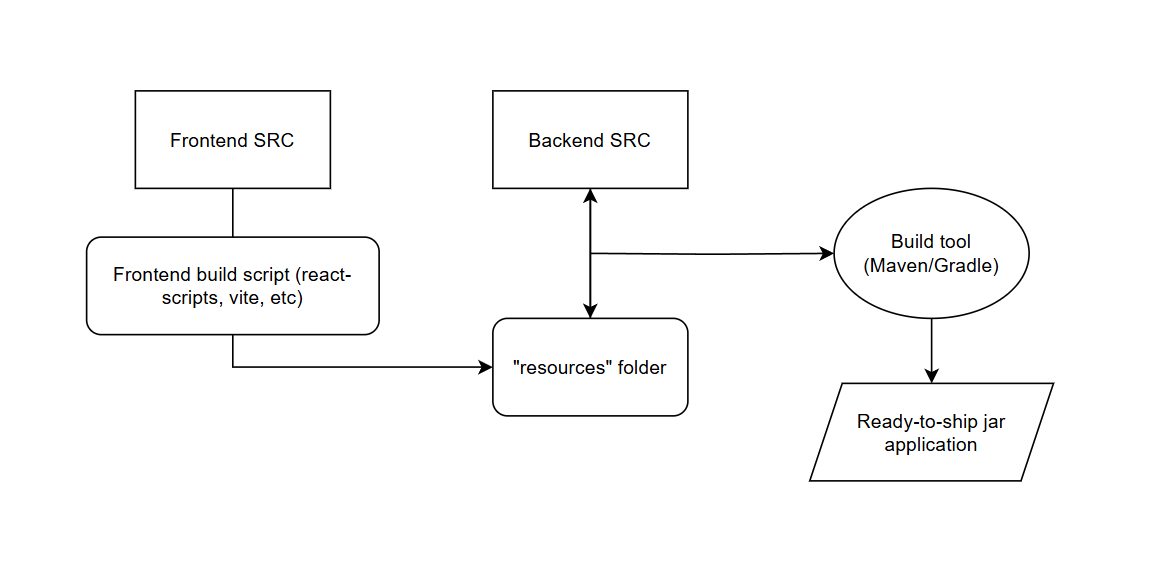 Frontend SRC
Backend SRC
Build tool
(Maven/Gradle)
Frontend build script (react-
scripts, vite, etc)
"resources" folder
Ready-to-ship jar
application